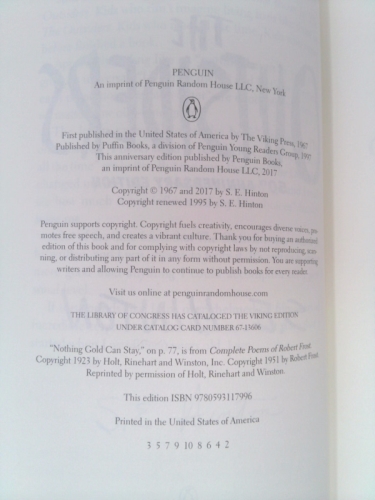 PENGUIN
An imprint of Penguin Random House LLC, New York
First published in the United States of America by The Viking Press, 1967
Published by Puffin Books, a division of Penguin Young Readers Group, 1997
This anniversary edition published by Penguin Books,
an imprint of Penguin Random House LLC, 2017
Copyright © 1967 and 2017 by S. E. Hinton
Copyright renewed 1995 by S. E. Hinton
Penguin supports copyright. Copyright fuels creativity, encourages diverse voices, pro-
motes free speech, and creates a vibrant culture. Thank you for buying an authorized
edition of this book and for complying with copyright laws by not reproducing, scan-
ning, or distributing any part of it in any form without permission. You are supporting
writers and allowing Penguin to continue to publish books for every reader.
Visit us online at penguinrandomhouse.com
THE LIBRARY OF CONGRESS HAS CATALOGED THE VIKING EDITION
UNDER CATALOG CARD NUMBER 67-13606
"Nothing Gold Can Stay," on p. 77, is from Complete Poems of Robert Frost.
Copyright 1923 by Holt, Rinehart and Winston, Inc. Copyright 1951 by Robert Frost.
Reprinted by permission of Holt, Rinehart and Winston.
This edition ISBN 9780593117996
Printed in the United States of America
3 5 7 9 10 8 6 4 2